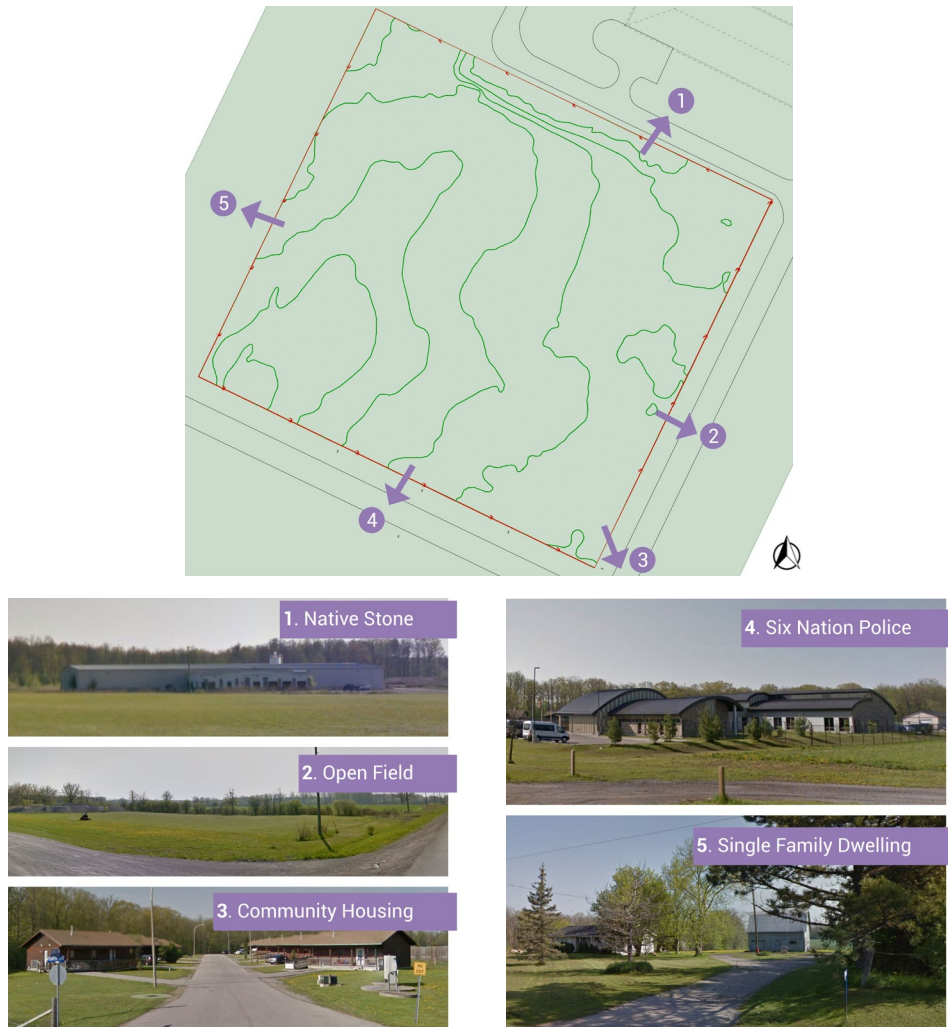 1
5
2
4
3
1. Native Stone
2. Open Field
3. Community Housing
4. Six Nation Police
5. Single Family Dwelling